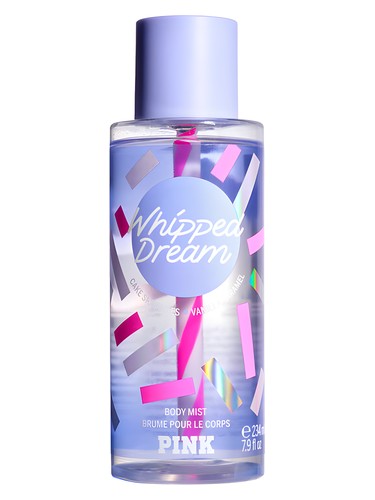 Whipped
Dream
BODY MIST
BRUME POUR LE CORPS
PINK
7.9 fl oz